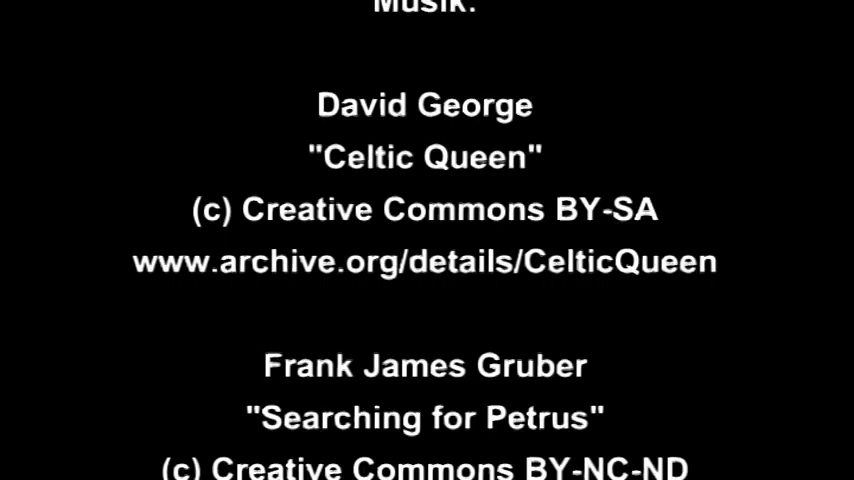 Musik:
David George
"Celtic Queen"
(c) Creative Commons BY-SA
www.archive.org/details/CelticQueen
Frank James Gruber
"Searching for Petrus"
(c) Creative Commons BY-NC-ND